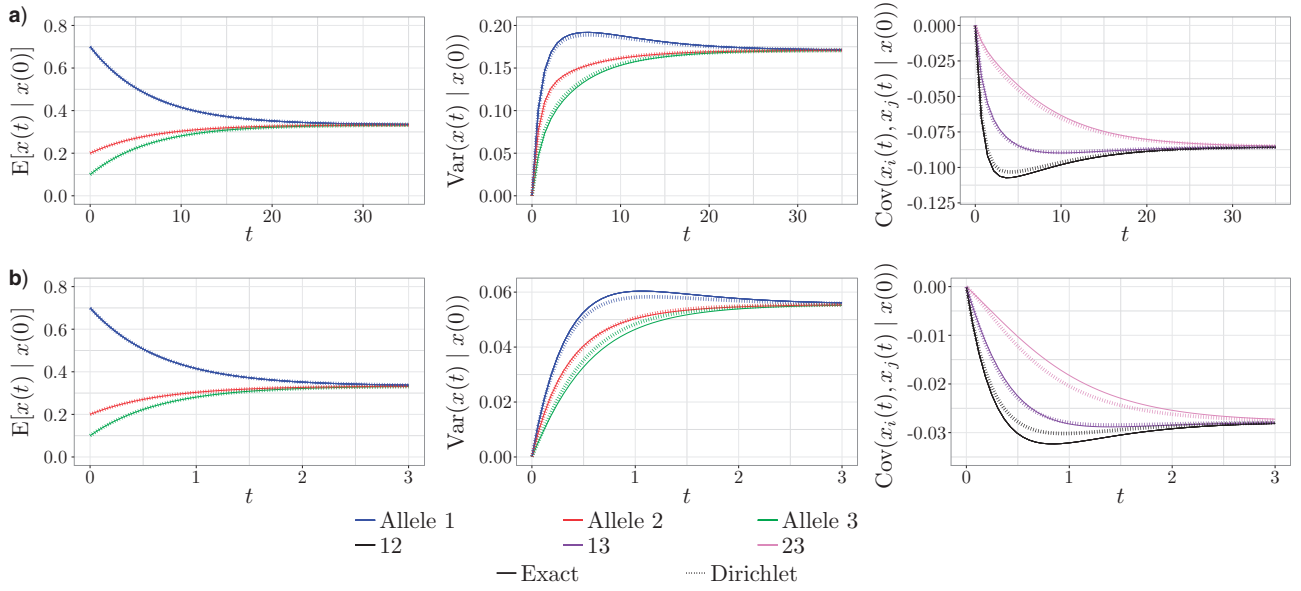 a)
E[x(t) | x(0)]
0.8
0.6
0.4
0.2
0.0
0 10 20 30
t
Var(x(t) | x(0))
0.20
0.15
0.10
0.05
0.00
0 10 20 30
t
Cov(x_i(t), x_j(t) | x(0))
0.000
-0.025
-0.050
-0.075
-0.100
-0.125
0 10 20 30
t
b)
E[x(t) | x(0)]
0.8
0.6
0.4
0.2
0.0
0 1 2 3
t
Var(x(t) | x(0))
0.06
0.04
0.02
0.00
0 1 2 3
t
Cov(x_i(t), x_j(t) | x(0))
0.00
-0.01
-0.02
-0.03
0 1 2 3
t
Allele 1 Allele 2 Allele 3
12 13 23
Exact Dirichlet